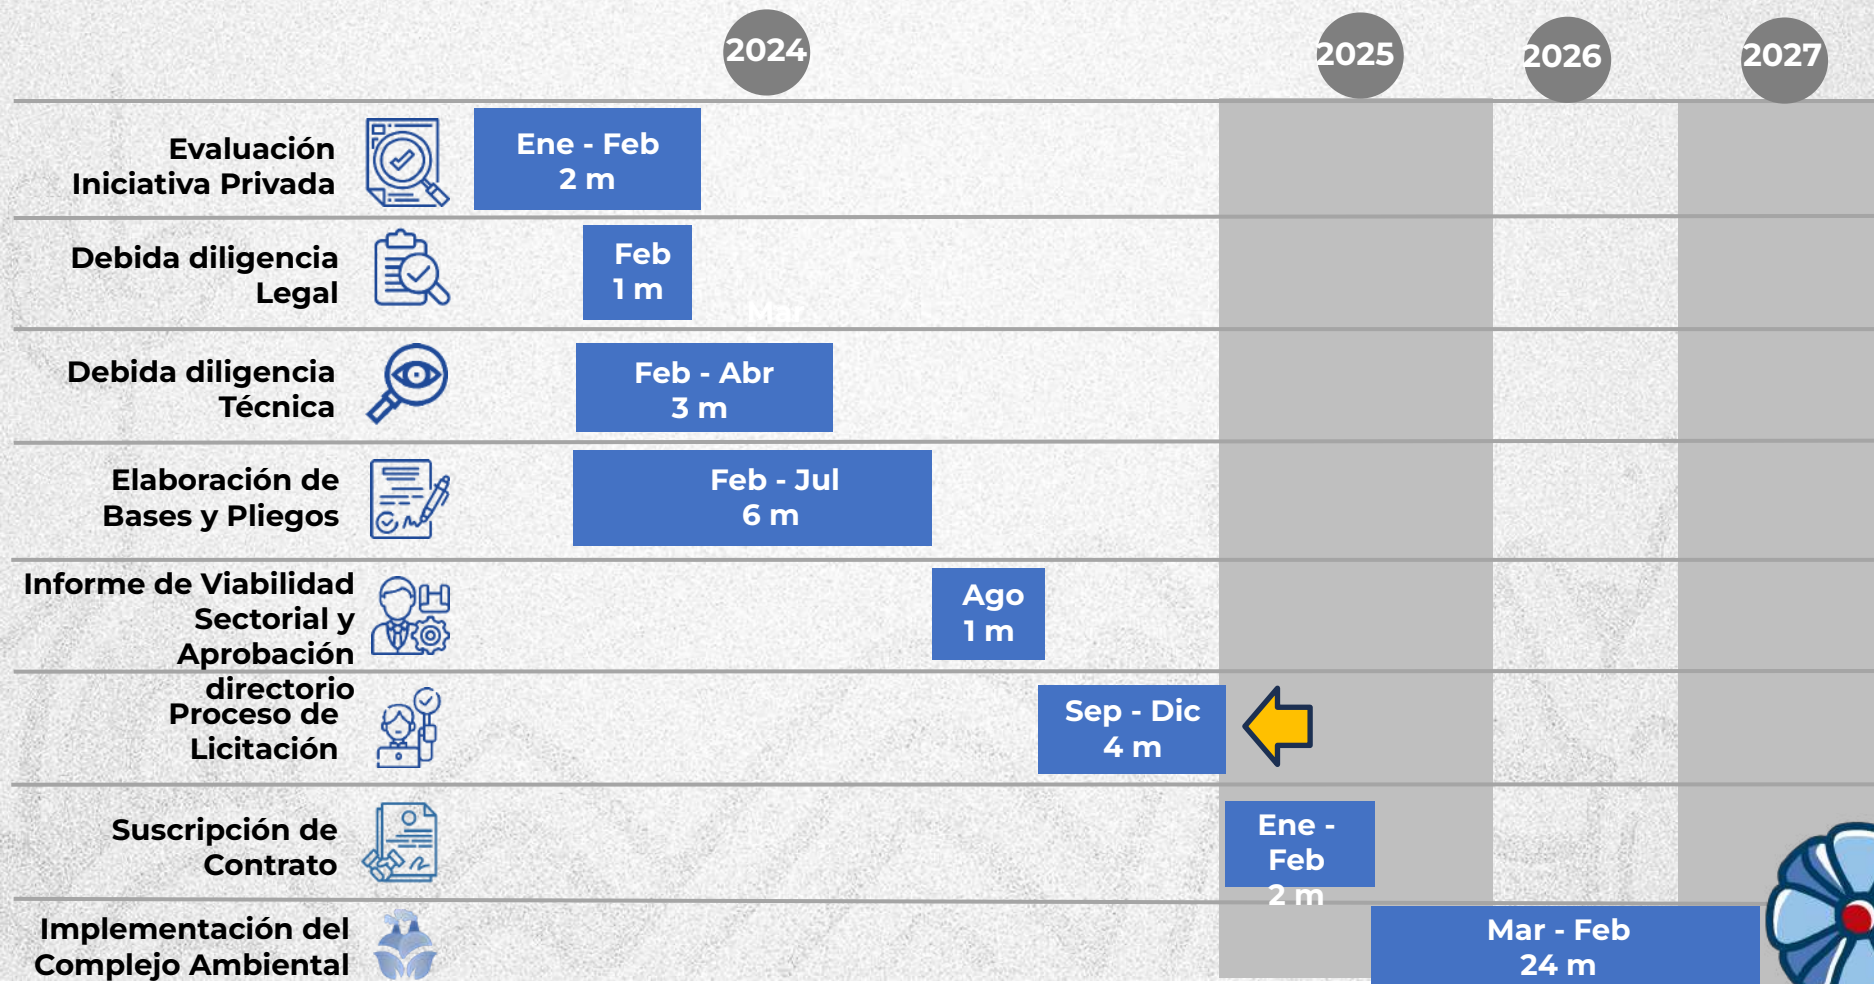 2024
2025
2026
2027
Evaluación
Iniciativa Privada
Ene - Feb
2 m
Debida diligencia
Legal
Feb
1 m
Mar
Debida diligencia
Técnica
Feb - Abr
3 m
Elaboración de
Bases y Pliegos
Feb - Jul
6 m
Informe de Viabilidad
Sectorial y
Aprobación
directorio
Ago
1 m
Proceso de
Licitación
Sep - Dic
4 m
Suscripción de
Contrato
Ene -
Feb
2 m
Implementación del
Complejo Ambiental
Mar - Feb
24 m